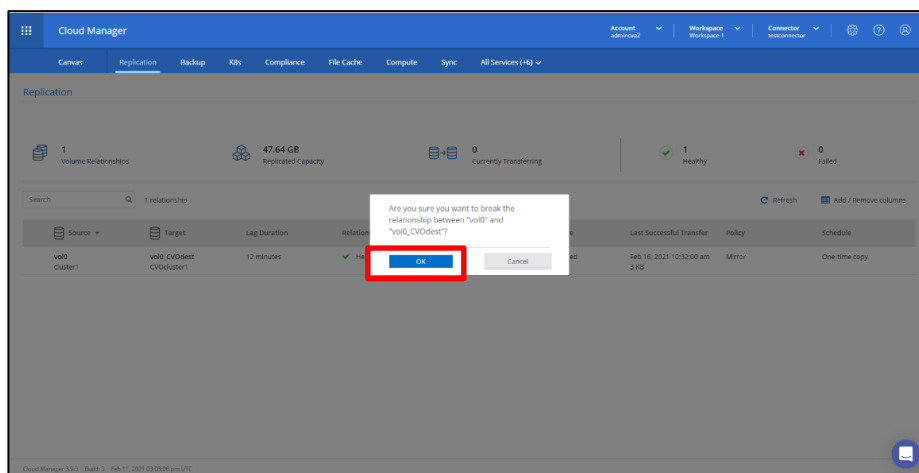 Cloud Manager
Account
admincvo2
Workspace
Workspace-1
Connector
testconnector
Canvas
Replication
Backup
K8s
Compliance
File Cache
Compute
Sync
All Services (+6)
Replication
1
Volume Relationships
47.64 GB
Replicated Capacity
0
Currently Transferring
1
Healthy
0
Failed
Search
1 relationship
Refresh
Add / Remove columns
Are you sure you want to break the
relationship between "vol0" and
"vol0_CVOdest"?
OK
Cancel
Source
Target
Lag Duration
Relation
Last Successful Transfer
Policy
Schedule
vol0
cluster1
vol0_CVOdest
CVOcluster1
12 minutes
He
ed
Feb 16, 2021 10:32:00 am
3 KB
Mirror
One-time copy